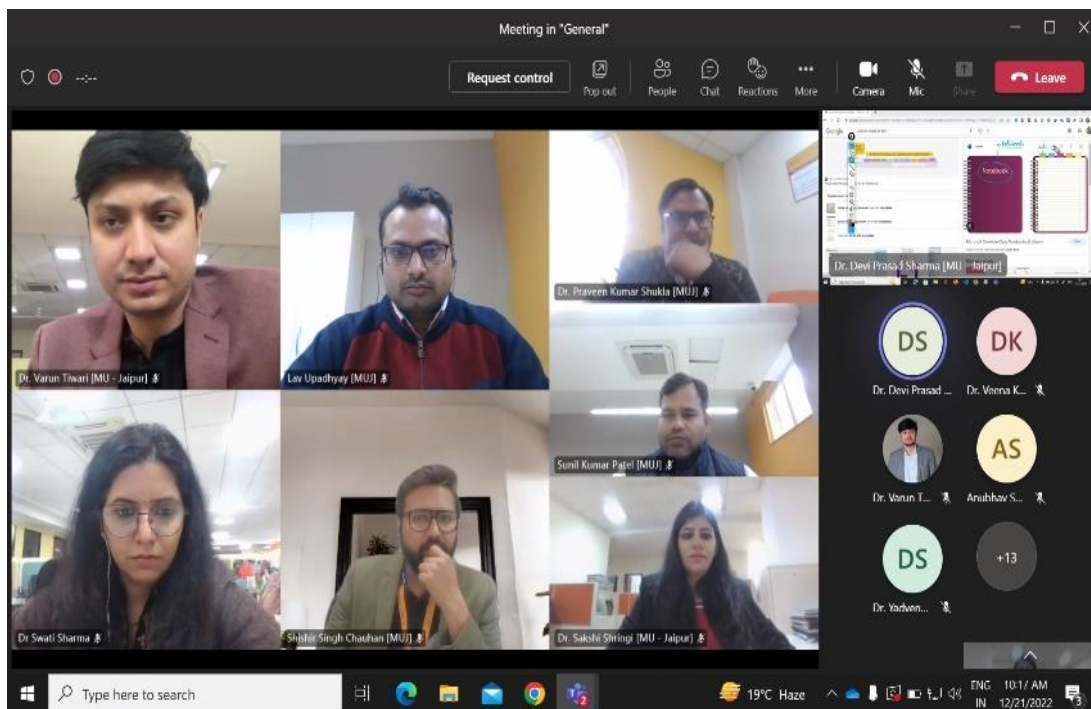 Meeting in "General"
--:--
Request control
Pop out
People
Chat
Reactions
More
Camera
Mic
Share
Leave
Dr. Varun Tiwari [MU - Jaipur]
Lav Upadhyay [MUJ]
Dr. Praveen Kumar Shukla [MUJ]
Sunil Kumar Patel [MUJ]
Dr Swati Sharma
Shishir Singh Chauhan [MUJ]
Dr. Sakshi Shringi [MU - Jaipur]
Google
Notebook
Dr. Devi Prasad Sharma [MU - Jaipur]
DS
Dr. Devi Prasad ...
DK
Dr. Veena K...
Dr. Varun T...
AS
Anubhav S...
DS
Dr. Yadven...
+13
Type here to search
2
19°C Haze
ENG
IN
10:17 AM
12/21/2022
3